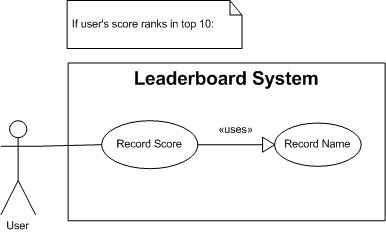 If user's score ranks in top 10:
Leaderboard System
Record Score
«uses»
Record Name
User